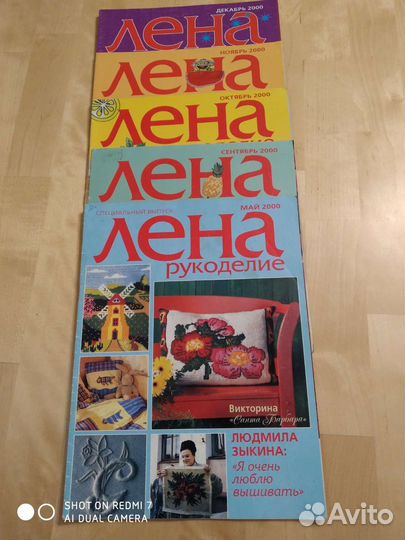 ДЕКАБРЬ 2000
Лена
НОЯБРЬ 2000
Лена
ОКТЯБРЬ 2000
Лена
СЕНТЯБРЬ 2000
Лена
СПЕЦИАЛЬНЫЙ ВЫПУСК
МАЙ 2000
Лена
рукоделие
Викторина
«Санта Барбара»
ЛЮДМИЛА
ЗЫКИНА:
«Я очень
люблю
вышивать»
SHOT ON REDMI 7
AI DUAL CAMERA
Avito